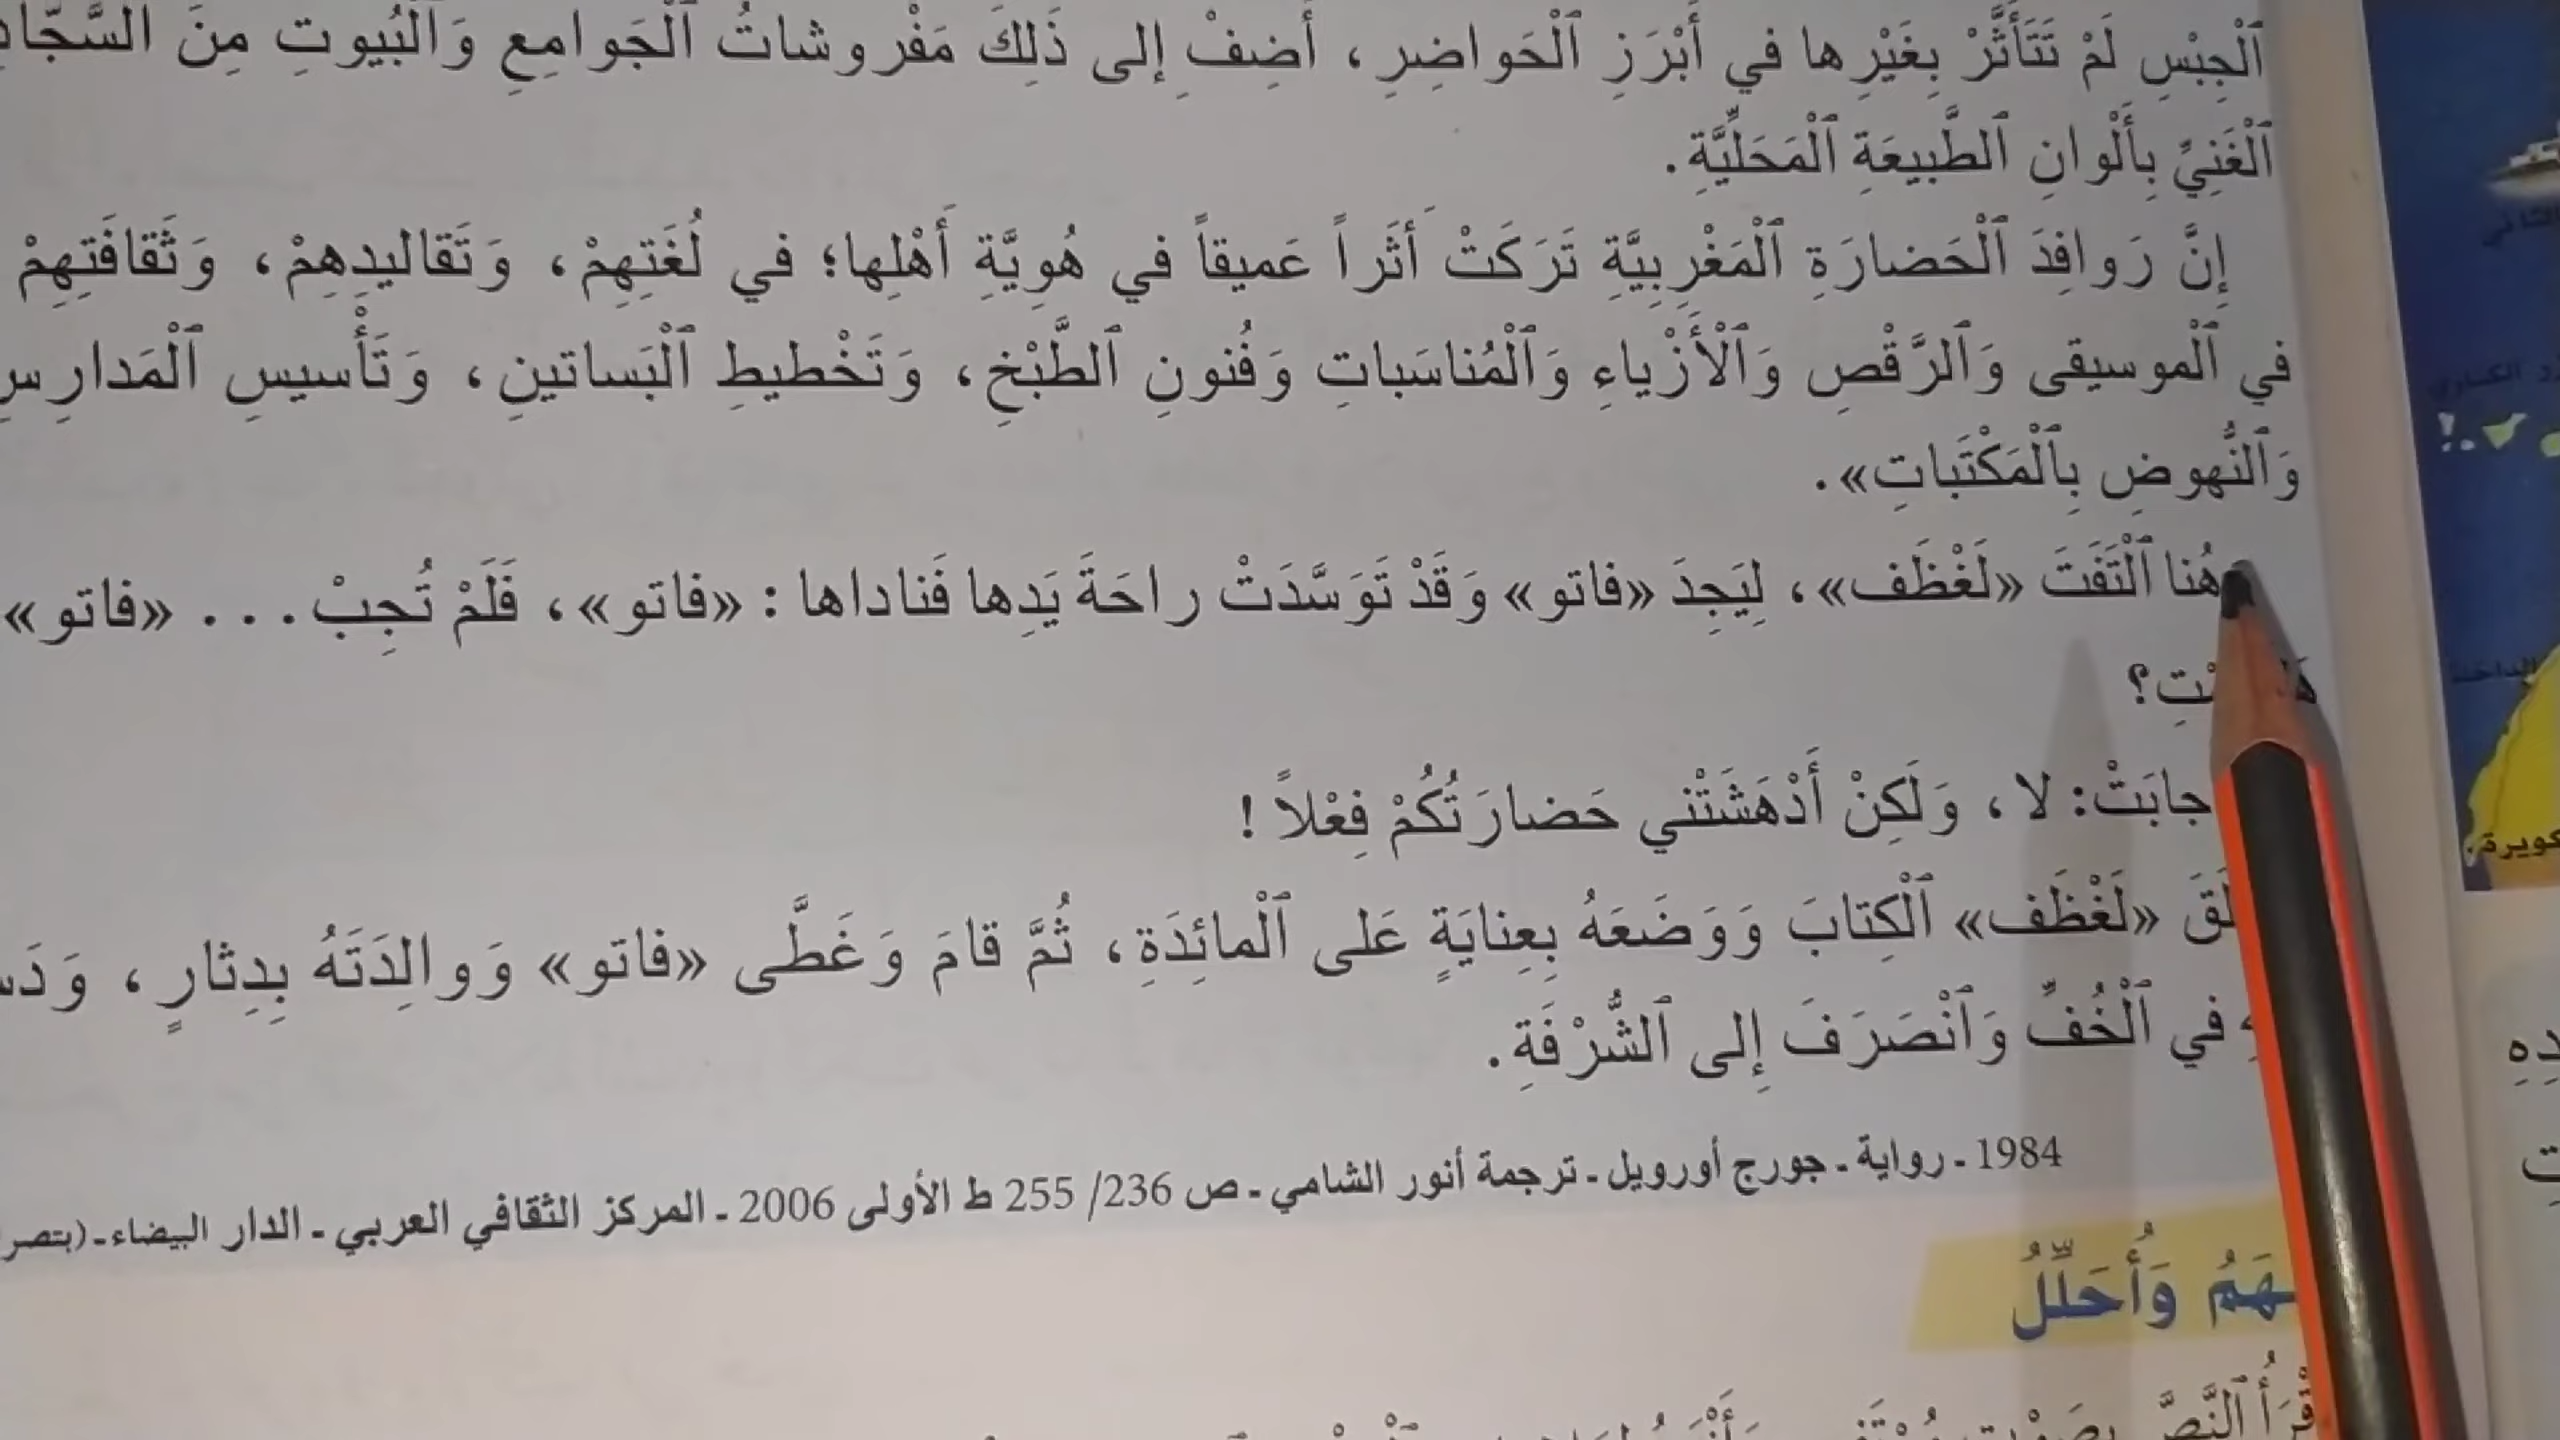 ٱلْجِبْسِ لَمْ تَتَأَثَّرْ بِغَيْرِها في أَبْرَزِ ٱلْحَواضِرِ، أَضِفْ إِلى ذَلِكَ مَفْروشاتُ ٱلْجَوامِعِ وَٱلْبُيوتِ مِنَ
ٱلْغَنِيِّ بِأَلْوانِ ٱلطَّبيعَةِ ٱلْمَحَلِّيَّةِ.
إِنَّ رَوافِدَ ٱلْحَضارَةِ ٱلْمَغْرِبِيَّةِ تَرَكَتْ أَثَراً عَميقاً في هُوِيَّةِ أَهْلِها؛ في لُغَتِهِمْ، وَتَقاليدِهِمْ، وَثَقافَتِهِمْ
في ٱلْموسيقى وَٱلرَّقْصِ وَٱلْأَزْياءِ وَٱلْمُناسَباتِ وَفُنونِ ٱلطَّبْخِ، وَتَخْطيطِ ٱلْبَساتينِ، وَتَأْسيسِ ٱلْمَدارِسِ
وَٱلنُّهوضِ بِٱلْمَكْتَباتِ».
هُنا ٱلْتَفَتَ «لَغْظَف»، لِيَجِدَ «فاتو» وَقَدْ تَوَسَّدَتْ راحَةَ يَدِها فَناداها: «فاتو»، فَلَمْ تُجِبْ... «فاتو»
جابَتْ: لا، وَلَكِنْ أَدْهَشَتْني حَضارَتُكُمْ فِعْلاً!
«لَغْظَف» ٱلْكِتابَ وَوَضَعَهُ بِعِنايَةٍ عَلى ٱلْمائِدَةِ، ثُمَّ قامَ وَغَطَّى «فاتو» وَوالِدَتَهُ بِدِثارٍ،
في ٱلْخُفِّ وَٱنْصَرَفَ إِلى ٱلشُّرْفَةِ.
1984 ـ رواية ـ جورج أورويل ـ ترجمة أنور الشامي ـ ص 236/ 255 ط الأولى 2006 ـ المركز الثقافي العربي ـ الدار البيضاء ـ
وَأُحَلِّلُ
ٱلنَّصَّ